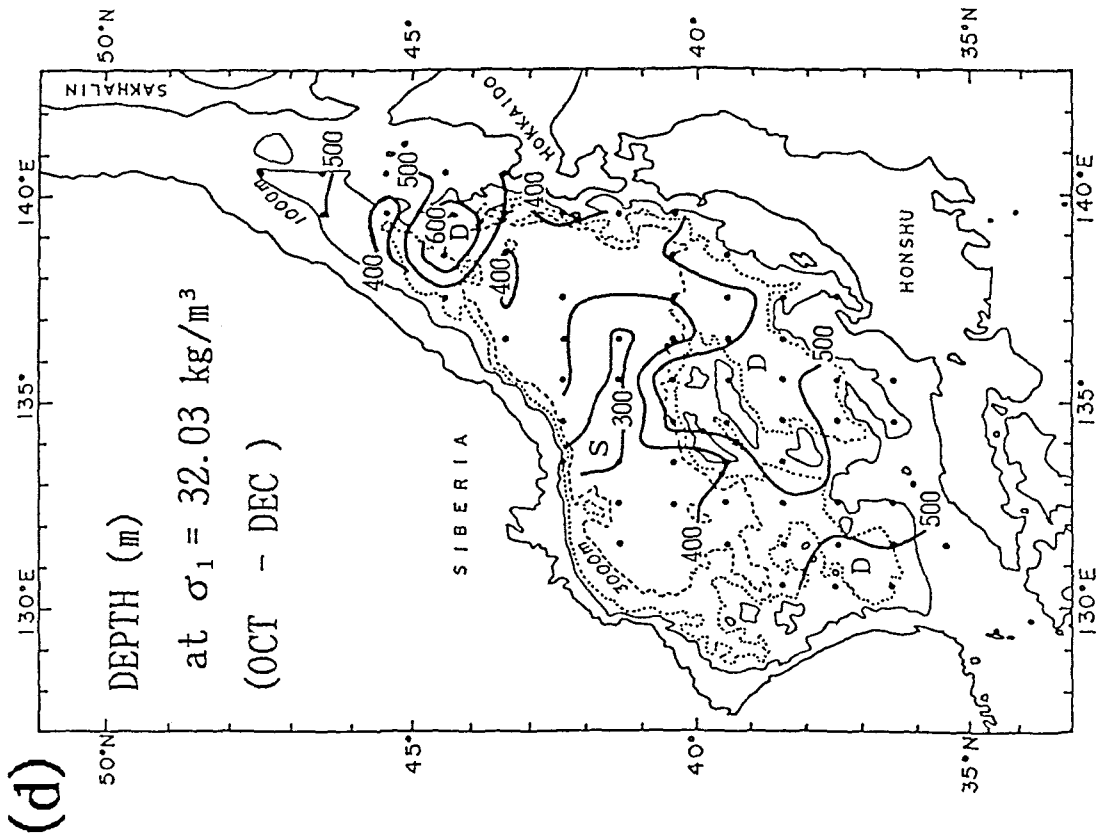 (d)
DEPTH (m)
at σ₁ = 32.03 kg/m³
(OCT - DEC)
130°E
135°
140°E
50°N
45°
40°
35°N
50°N
45°
40°
35°N
130°E
135°
140°E
SIBERIA
SAKHALIN
HOKKAIDO
HONSHU
1000m
3000m
500
500
400
600
D
400
400
S
300
400
D
500
D
500